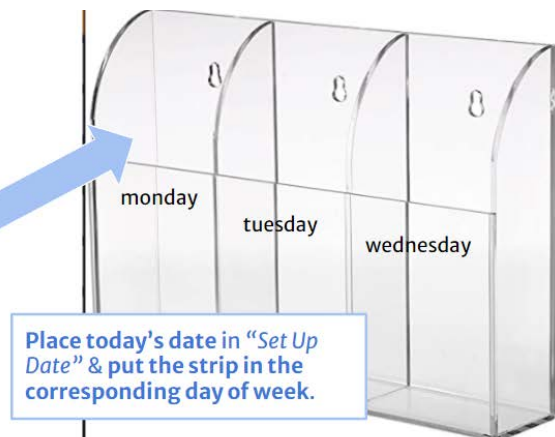 monday
tuesday
wednesday
Place today's date in "Set Up
Date" & put the strip in the
corresponding day of week.